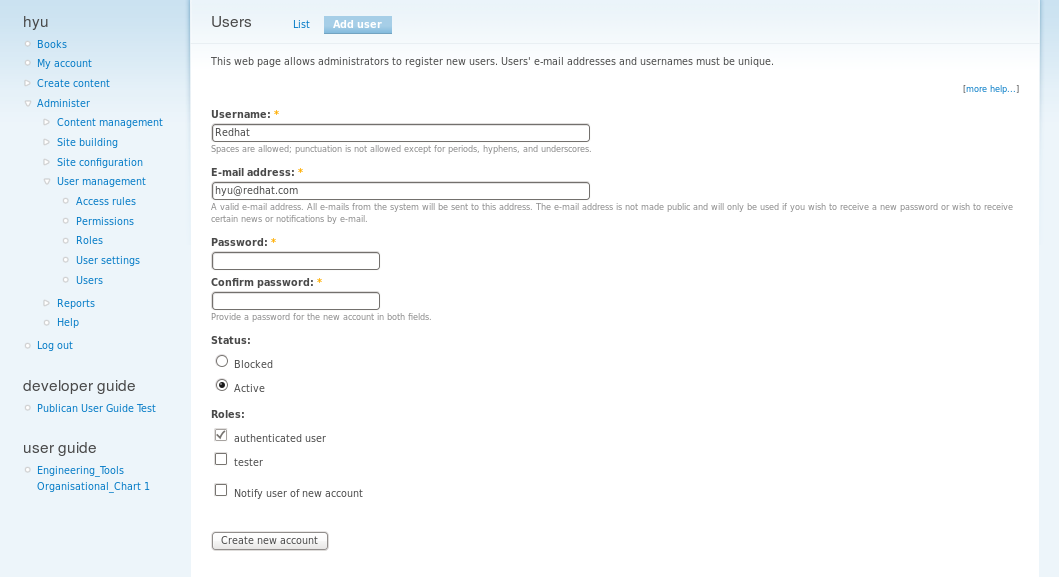 hyu
Books
My account
Create content
Administer
Content management
Site building
Site configuration
User management
Access rules
Permissions
Roles
User settings
Users
Reports
Help
Log out
developer guide
Publican User Guide Test
user guide
Engineering_Tools
Organisational_Chart 1
Users
List
Add user
This web page allows administrators to register new users. Users' e-mail addresses and usernames must be unique.
[more help...]
Username: *
Redhat
Spaces are allowed; punctuation is not allowed except for periods, hyphens, and underscores.
E-mail address: *
hyu@redhat.com
A valid e-mail address. All e-mails from the system will be sent to this address. The e-mail address is not made public and will only be used if you wish to receive a new password or wish to receive
certain news or notifications by e-mail.
Password: *
Confirm password: *
Provide a password for the new account in both fields.
Status:
Blocked
Active
Roles:
authenticated user
tester
Notify user of new account
Create new account